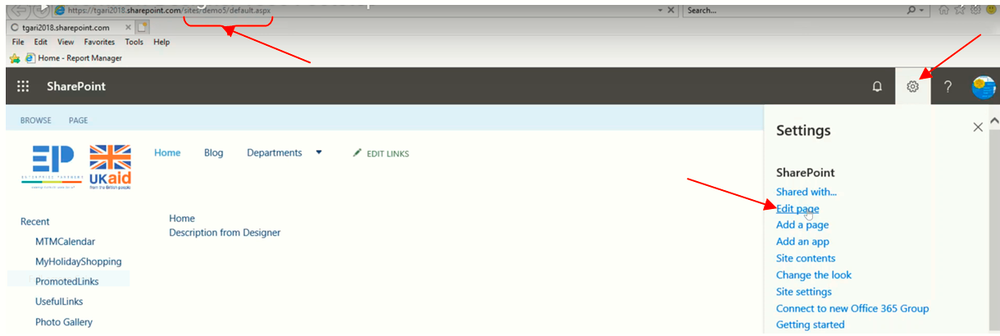 https://tgari2018.sharepoint.com/sites/demo5/default.aspx
Search...
tgari2018.sharepoint.com
File Edit View Favorites Tools Help
Home - Report Manager
SharePoint
?
BROWSE PAGE
EP
ENTERPRISE PARTNERS
UKaid
from the British people
Home Blog Departments EDIT LINKS
Recent
MTMCalendar
MyHolidayShopping
PromotedLinks
UsefulLinks
Photo Gallery
Home
Description from Designer
Settings
SharePoint
Shared with...
Edit page
Add a page
Add an app
Site contents
Change the look
Site settings
Connect to new Office 365 Group
Getting started